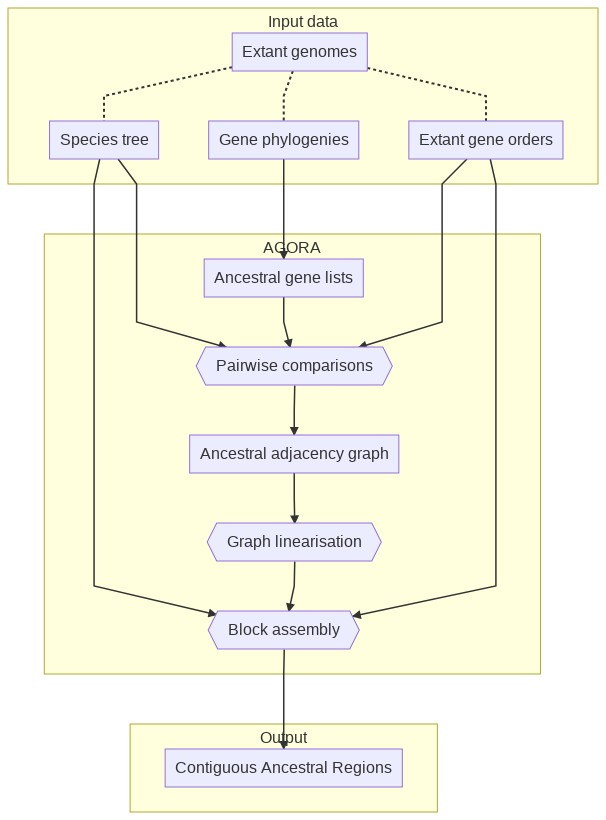 Input data
Extant genomes
Species tree
Gene phylogenies
Extant gene orders
AGORA
Ancestral gene lists
Pairwise comparisons
Ancestral adjacency graph
Graph linearisation
Block assembly
Output
Contiguous Ancestral Regions